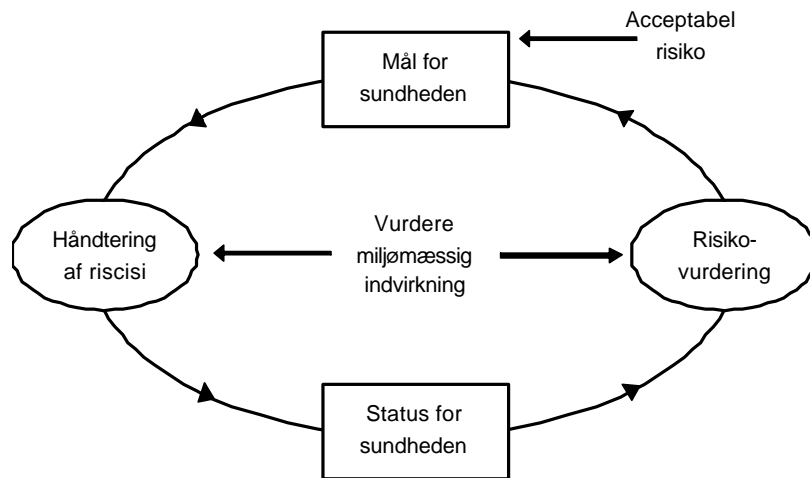 Acceptabel
risiko
Mål for
sundheden
Håndtering
af riscisi
Vurdere
miljømæssig
indvirkning
Risiko-
vurdering
Status for
sundheden